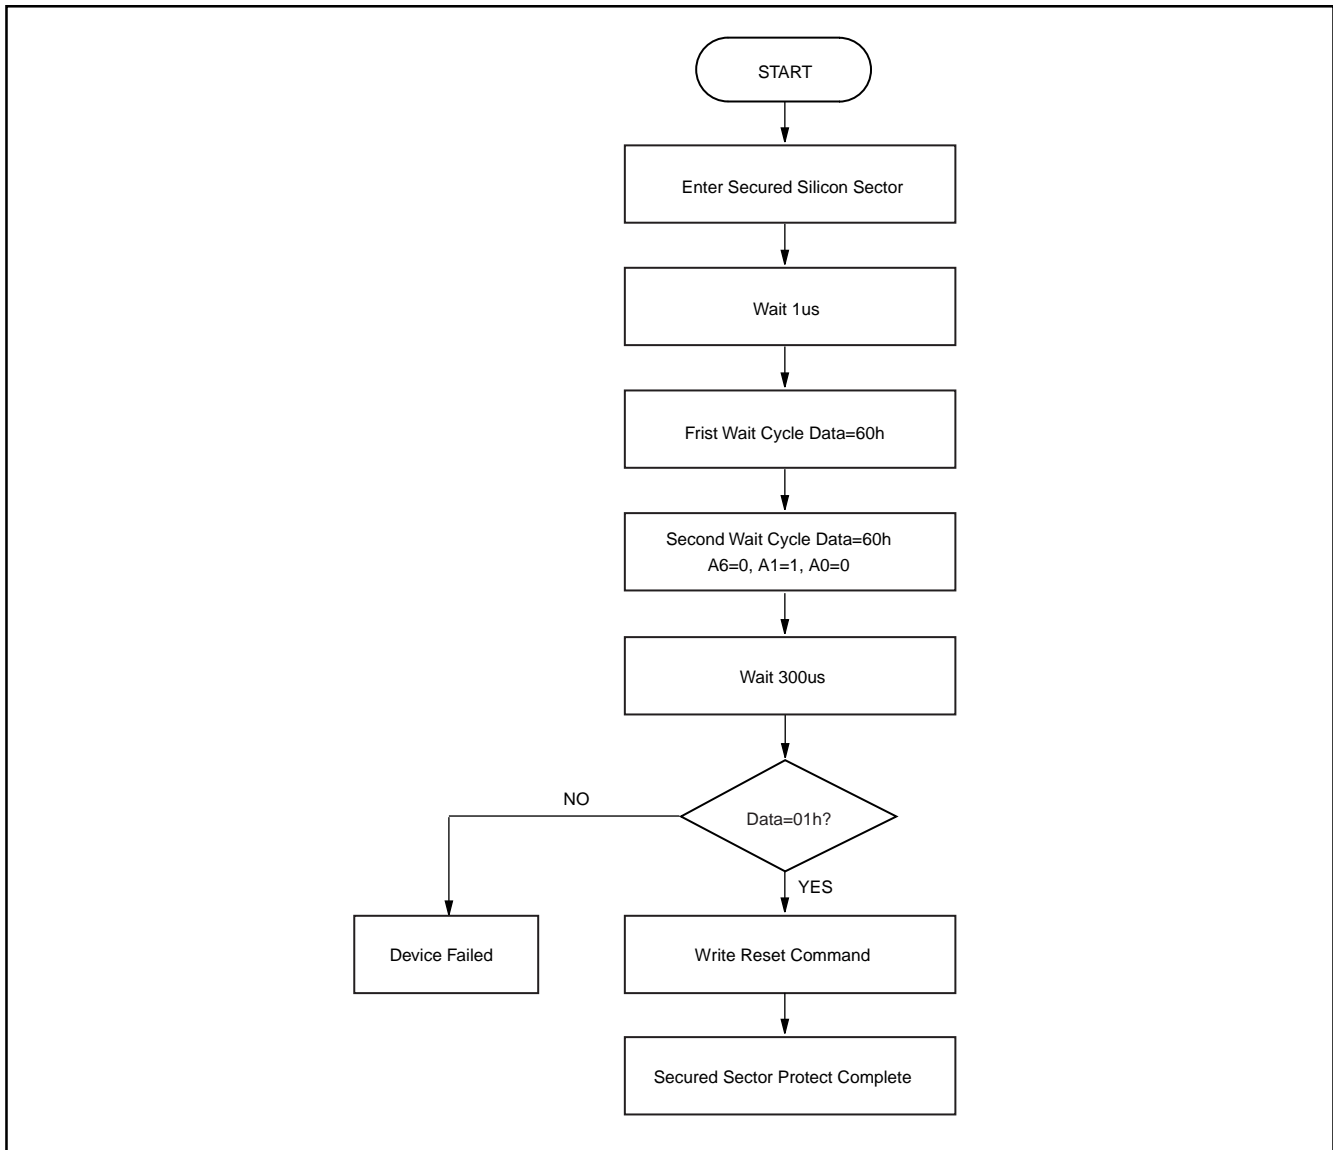 START
Enter Secured Silicon Sector
Wait 1us
Frist Wait Cycle Data=60h
Second Wait Cycle Data=60h
A6=0, A1=1, A0=0
Wait 300us
Data=01h?
NO
YES
Device Failed
Write Reset Command
Secured Sector Protect Complete